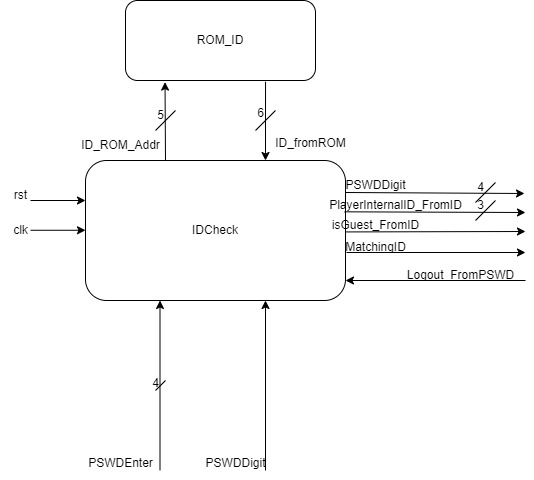 ROM_ID
5
6
ID_ROM_Addr
ID_fromROM
PSWDDigit
4
rst
PlayerInternalID_FromID
3
isGuest_FromID
clk
IDCheck
MatchingID
Logout_FromPSWD
4
PSWDEnter
PSWDDigit